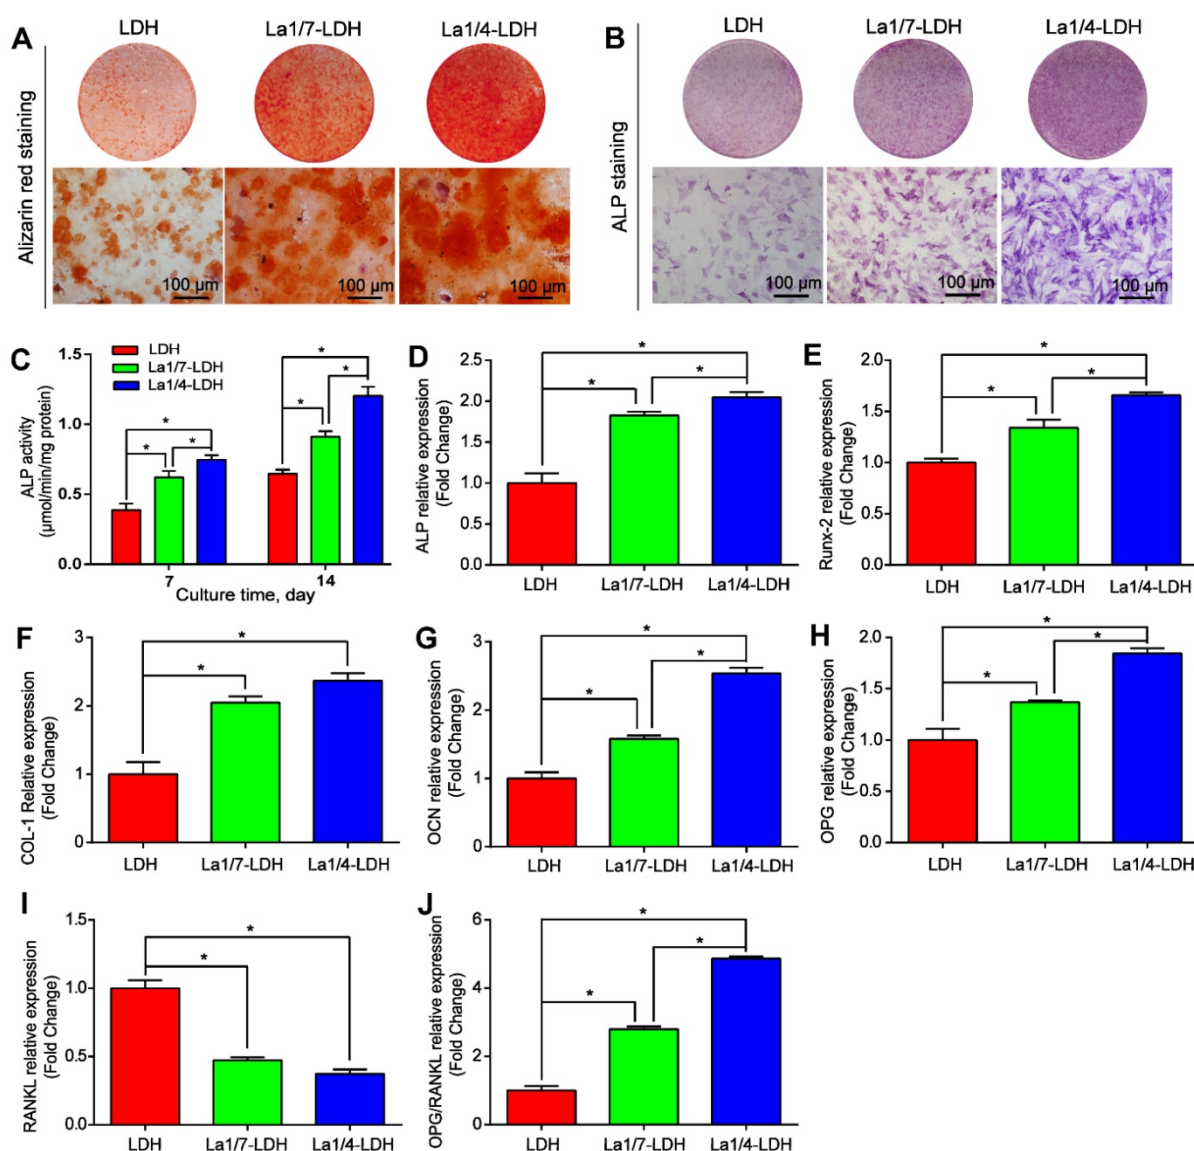 A
LDH
La1/7-LDH
La1/4-LDH
Alizarin red staining
100 µm
100 µm
100 µm
B
LDH
La1/7-LDH
La1/4-LDH
ALP staining
100 µm
100 µm
100 µm
C
LDH
La1/7-LDH
La1/4-LDH
ALP activity
(µmol/min/mg protein)
1.5
1.0
0.5
0.0
* * *
* * *
7
14
Culture time, day
D
ALP relative expression
(Fold Change)
2.5
2.0
1.5
1.0
0.5
0.0
* * *
LDH
La1/7-LDH
La1/4-LDH
E
Runx-2 relative expression
(Fold Change)
2.0
1.5
1.0
0.5
0.0
* * *
LDH
La1/7-LDH
La1/4-LDH
F
COL-1 Relative expression
(Fold Change)
3
2
1
0
* *
LDH
La1/7-LDH
La1/4-LDH
G
OCN relative expression
(Fold Change)
3
2
1
0
* * *
LDH
La1/7-LDH
La1/4-LDH
H
OPG relative expression
(Fold Change)
2.0
1.5
1.0
0.5
0.0
* * *
LDH
La1/7-LDH
La1/4-LDH
I
RANKL relative expression
(Fold Change)
1.5
1.0
0.5
0.0
* *
LDH
La1/7-LDH
La1/4-LDH
J
OPG/RANKL relative expression
(Fold Change)
6
4
2
0
* * *
LDH
La1/7-LDH
La1/4-LDH